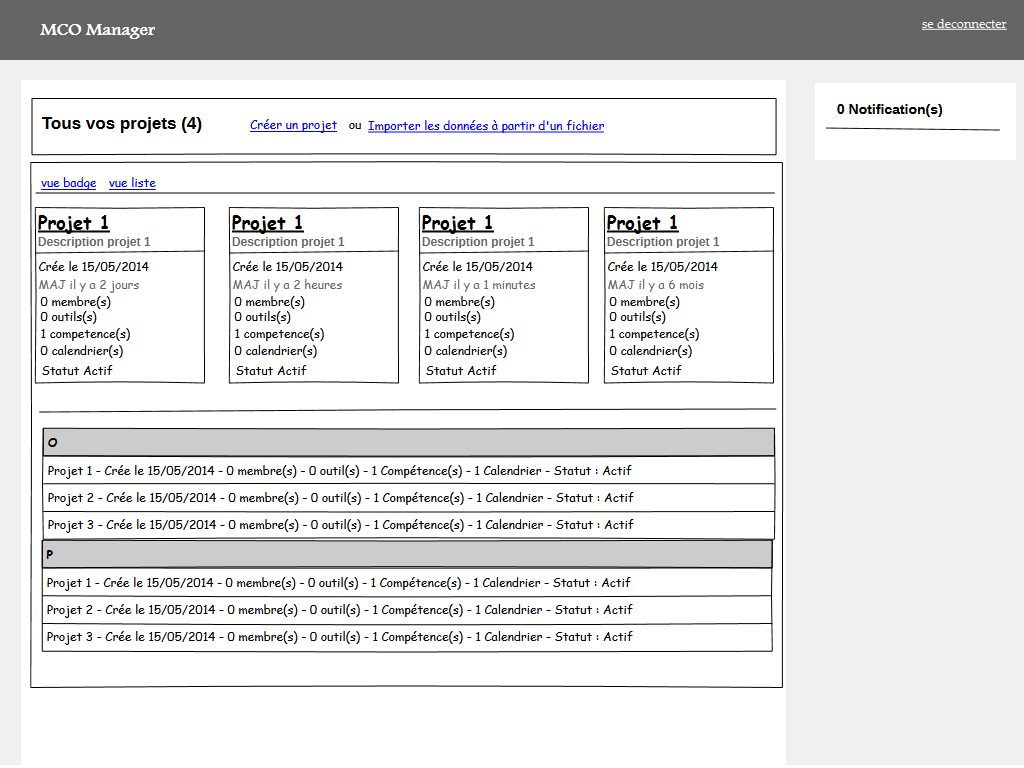 MCO Manager
se deconnecter
Tous vos projets (4) Créer un projet ou Importer les données à partir d'un fichier
0 Notification(s)
vue badge vue liste
Projet 1
Description projet 1
Crée le 15/05/2014
MAJ il y a 2 jours
0 membre(s)
0 outils(s)
1 competence(s)
0 calendrier(s)
Statut Actif
Projet 1
Description projet 1
Crée le 15/05/2014
MAJ il y a 2 heures
0 membre(s)
0 outils(s)
1 competence(s)
0 calendrier(s)
Statut Actif
Projet 1
Description projet 1
Crée le 15/05/2014
MAJ il y a 1 minutes
0 membre(s)
0 outils(s)
1 competence(s)
0 calendrier(s)
Statut Actif
Projet 1
Description projet 1
Crée le 15/05/2014
MAJ il y a 6 mois
0 membre(s)
0 outils(s)
1 competence(s)
0 calendrier(s)
Statut Actif
O
Projet 1 - Crée le 15/05/2014 - 0 membre(s) - 0 outil(s) - 1 Compétence(s) - 1 Calendrier - Statut : Actif
Projet 2 - Crée le 15/05/2014 - 0 membre(s) - 0 outil(s) - 1 Compétence(s) - 1 Calendrier - Statut : Actif
Projet 3 - Crée le 15/05/2014 - 0 membre(s) - 0 outil(s) - 1 Compétence(s) - 1 Calendrier - Statut : Actif
P
Projet 1 - Crée le 15/05/2014 - 0 membre(s) - 0 outil(s) - 1 Compétence(s) - 1 Calendrier - Statut : Actif
Projet 2 - Crée le 15/05/2014 - 0 membre(s) - 0 outil(s) - 1 Compétence(s) - 1 Calendrier - Statut : Actif
Projet 3 - Crée le 15/05/2014 - 0 membre(s) - 0 outil(s) - 1 Compétence(s) - 1 Calendrier - Statut : Actif